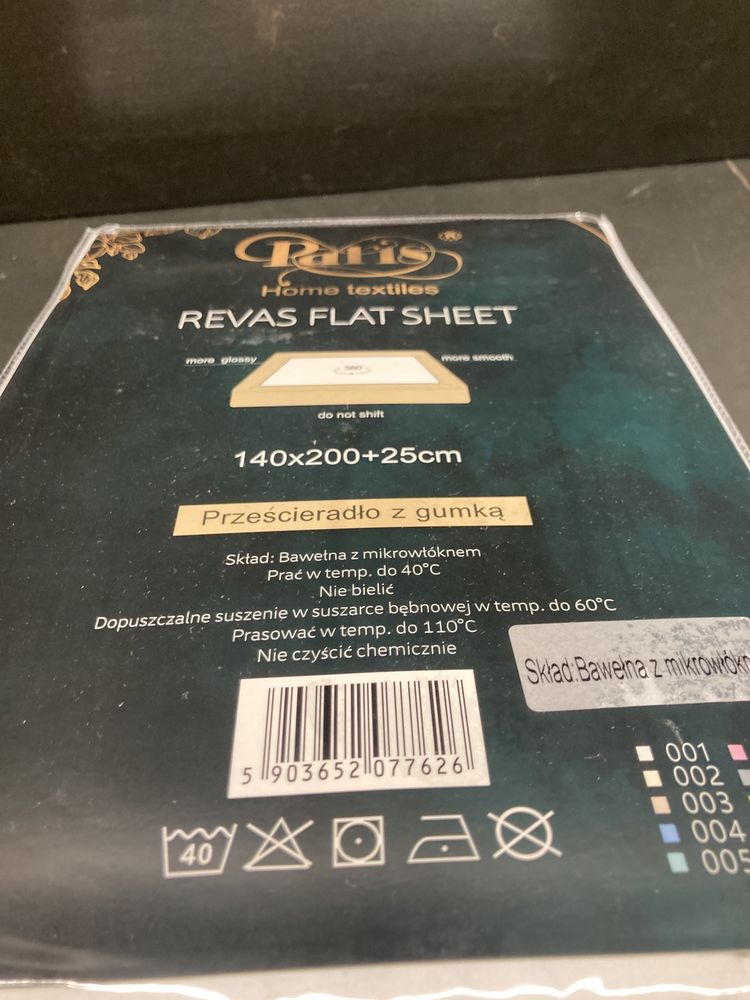 Paris ®
Home textiles
REVAS FLAT SHEET
more glossy
360
more smooth
do not shift
140x200+25cm
Prześcieradło z gumką
Skład: Bawełna z mikrowłóknem
Prać w temp. do 40°C
Nie bielić
Dopuszczalne suszenie w suszarce bębnowej w temp. do 60°C
Prasować w temp. do 110°C
Nie czyścić chemicznie
Skład:Bawełna z mikrowłókn
5 903652 077626
001
002
003
004
005
40